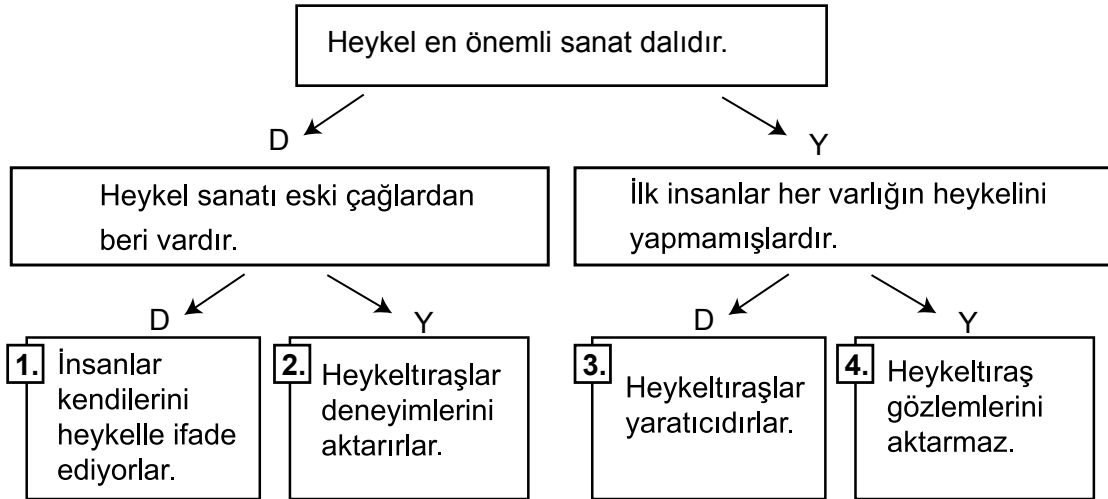 Heykel en önemli sanat dalıdır.
D
Y
Heykel sanatı eski çağlardan
beri vardır.
İlk insanlar her varlığın heykelini
yapmamışlardır.
D
Y
D
Y
1. İnsanlar
kendilerini
heykelle ifade
ediyorlar.
2. Heykeltıraşlar
deneyimlerini
aktarırlar.
3. Heykeltıraşlar
yaratıcıdırlar.
4. Heykeltıraş
gözlemlerini
aktarmaz.